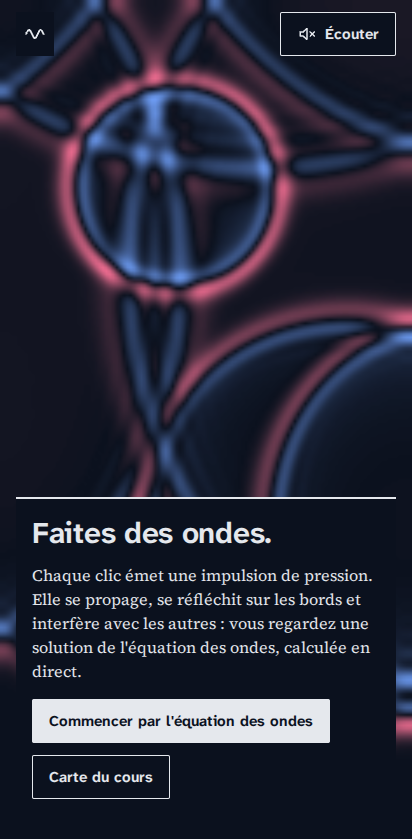 Écouter
Faites des ondes.
Chaque clic émet une impulsion de pression.
Elle se propage, se réfléchit sur les bords et
interfère avec les autres : vous regardez une
solution de l'équation des ondes, calculée en
direct.
Commencer par l'équation des ondes
Carte du cours